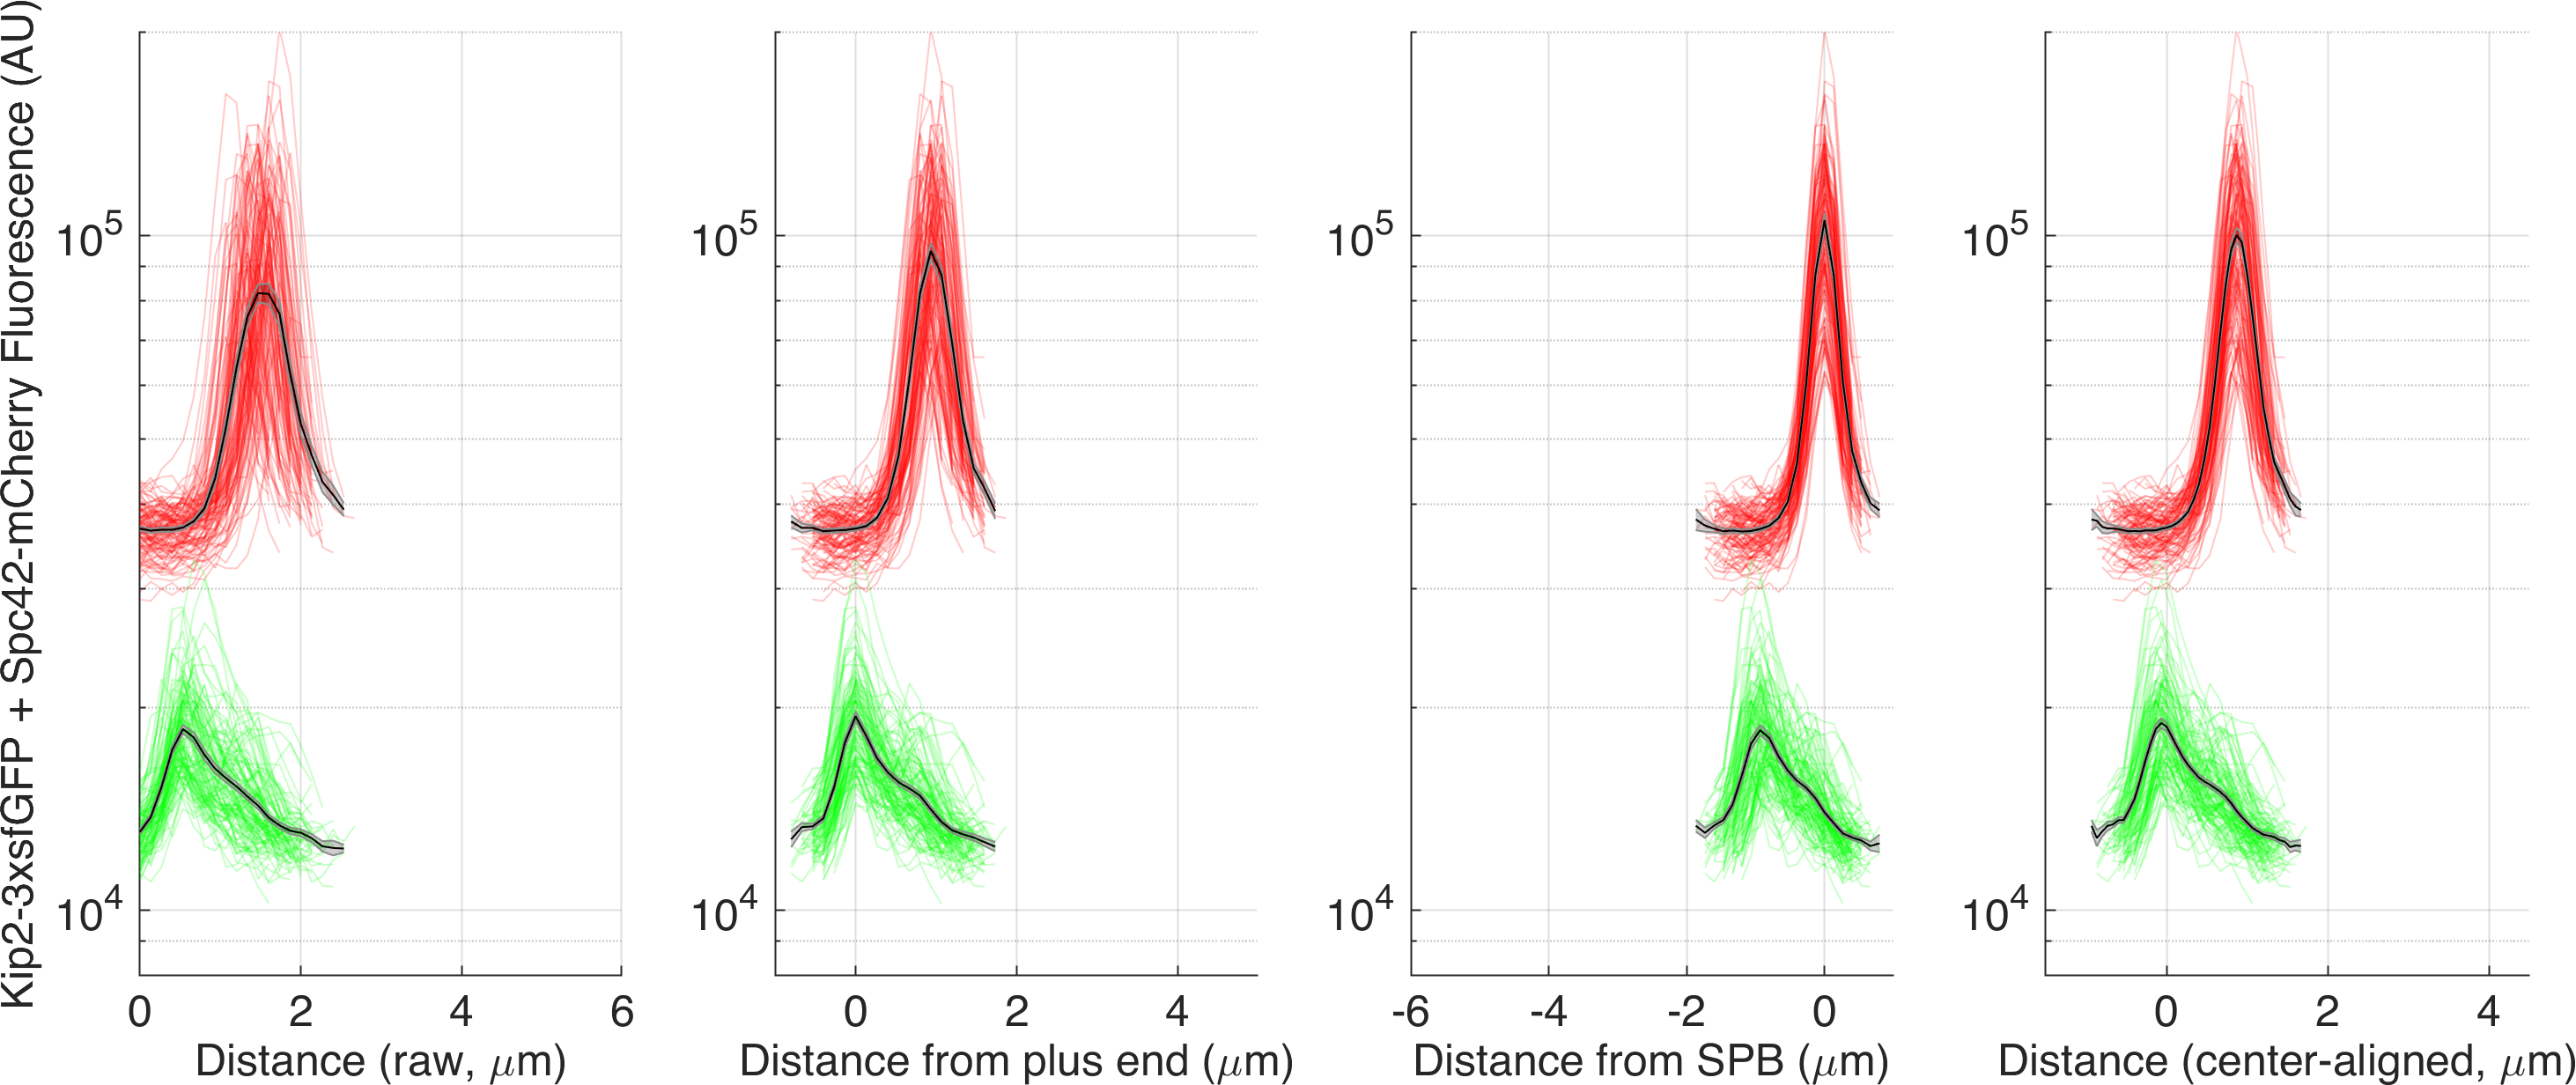 Kip2-3xsfGFP + Spc42-mCherry Fluorescence (AU)
10^5
10^4
0 2 4 6
Distance (raw, μm)
10^5
10^4
0 2 4
Distance from plus end (μm)
10^5
10^4
-6 -4 -2 0
Distance from SPB (μm)
10^5
10^4
0 2 4
Distance (center-aligned, μm)